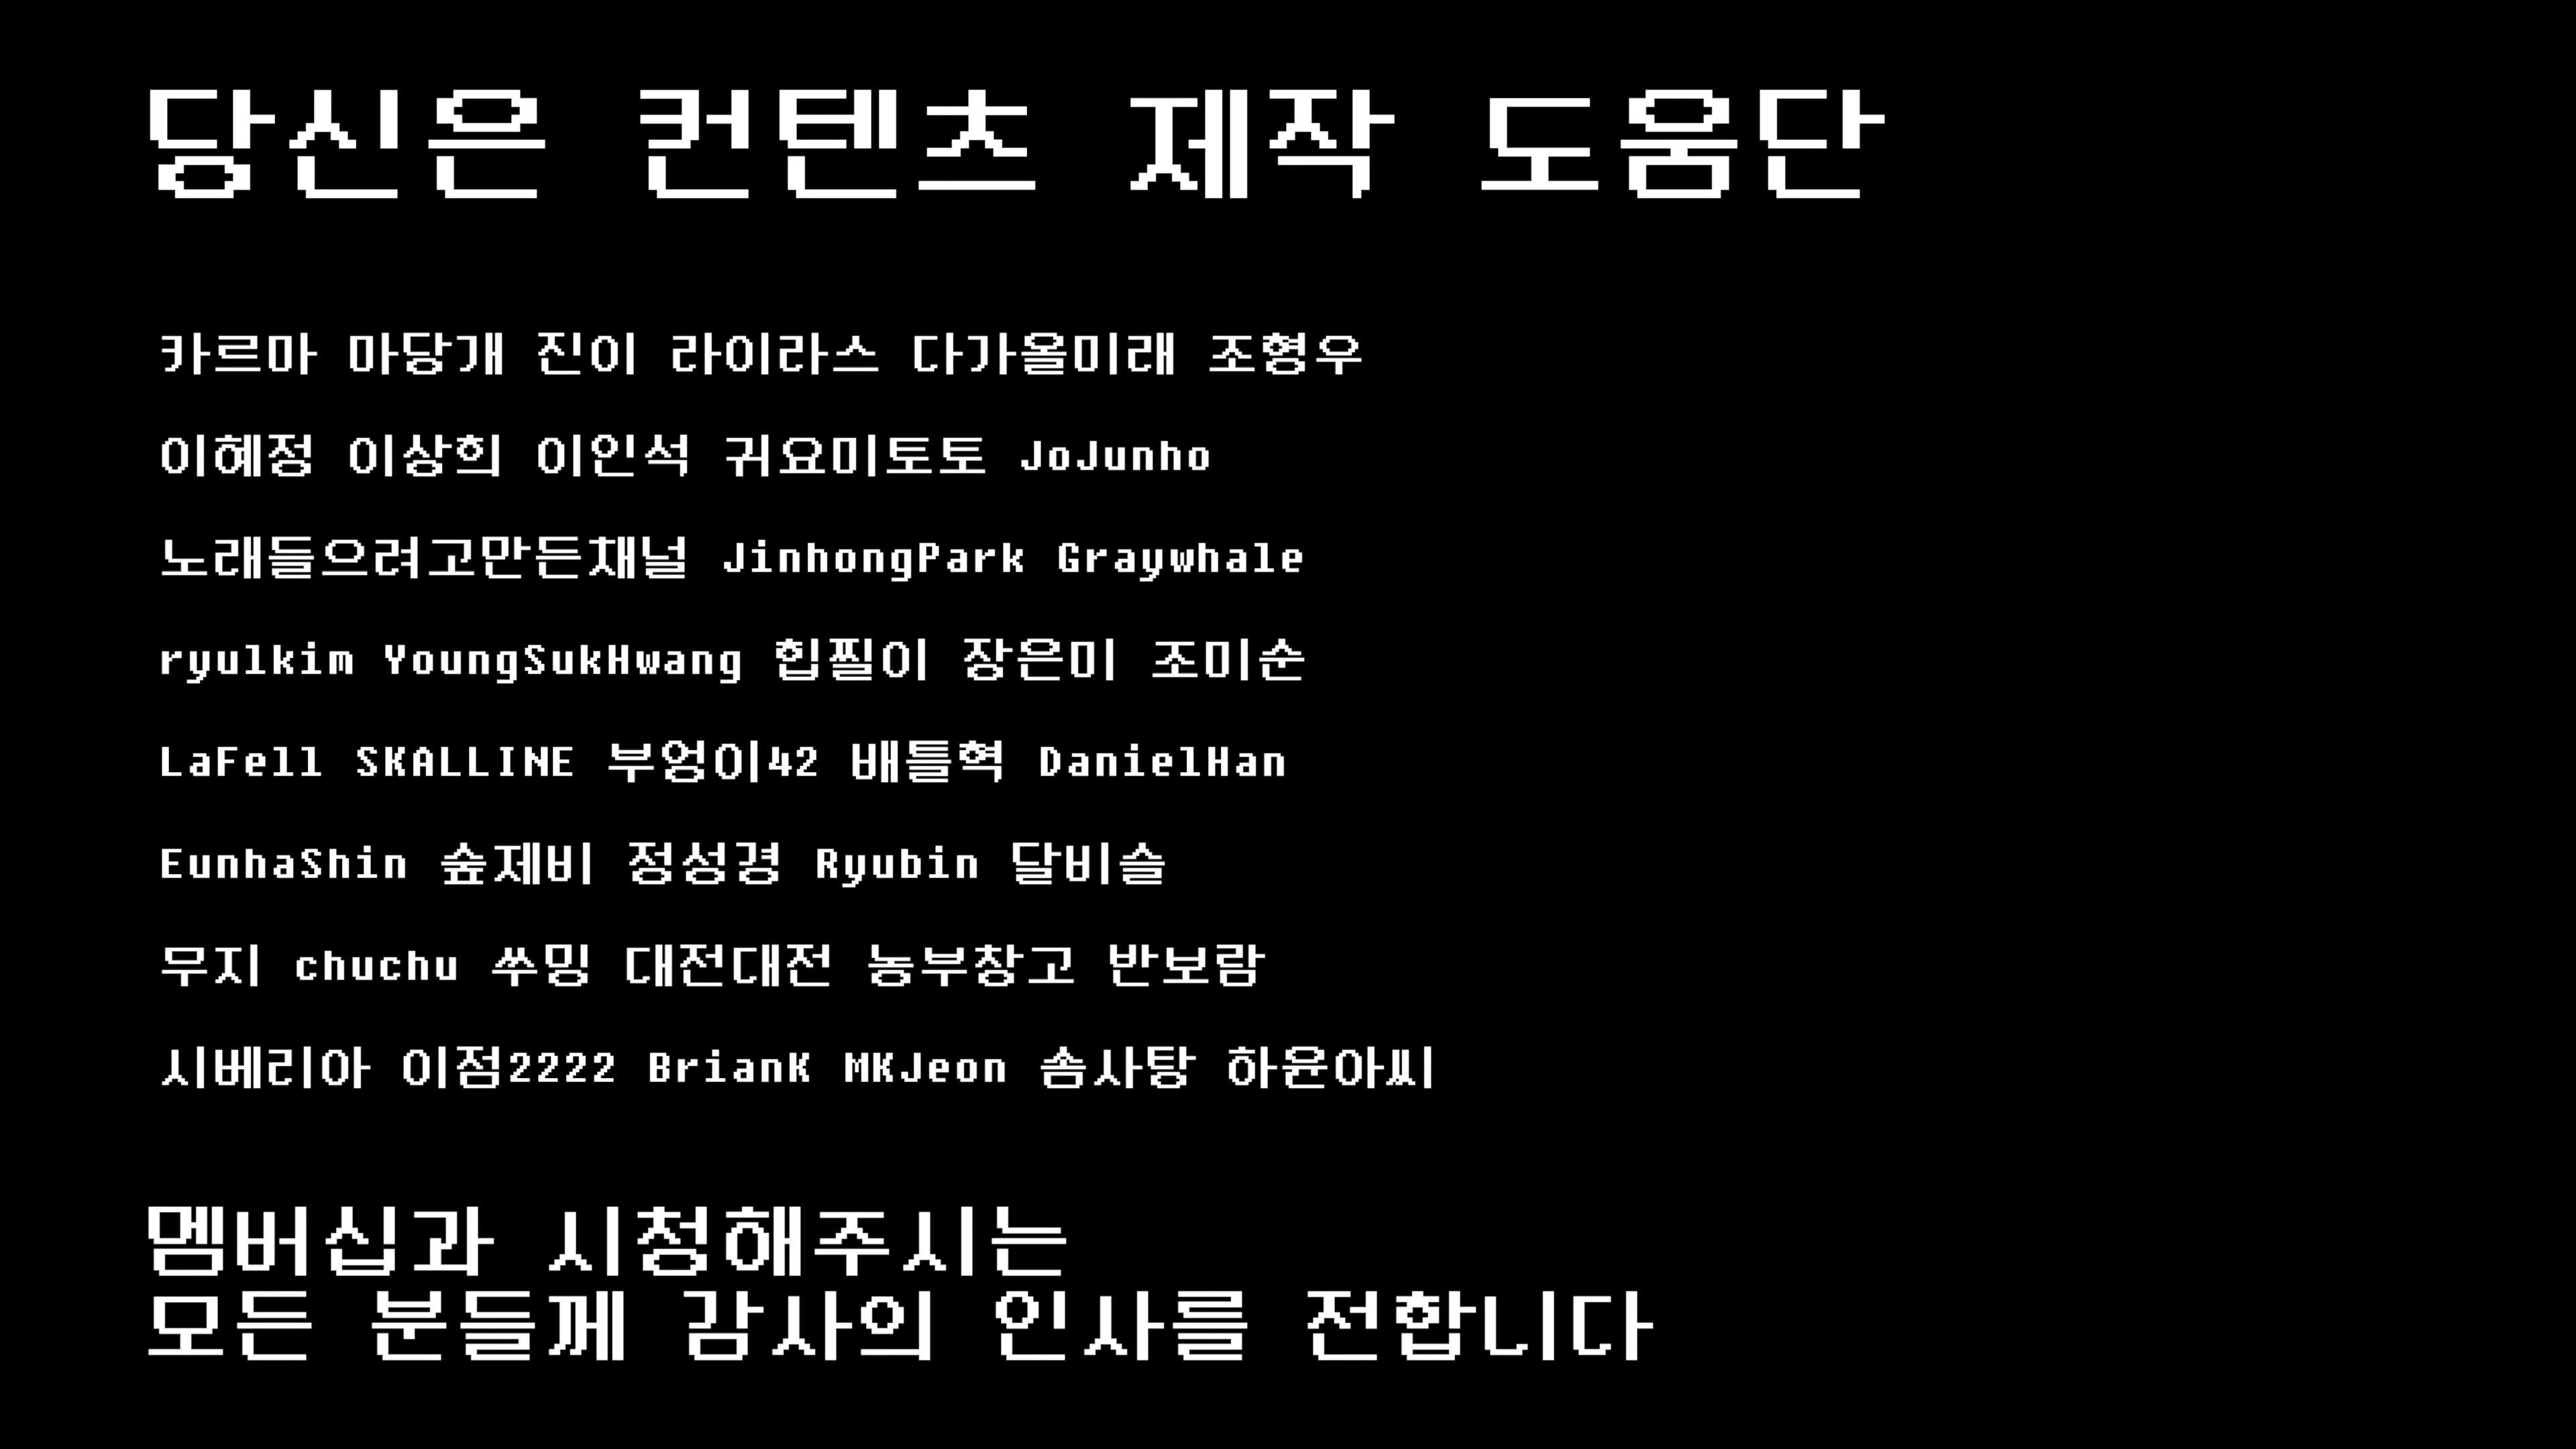 당신은 컨텐츠 제작 도움단
카르마 마당개 진이 라이라스 다가올미래 조형우
이혜정 이상희 이인석 귀요미토토 JoJunho
노래들으려고만든채널 JinhongPark Graywhale
ryulkim YoungSukHwang 힙찔이 장은미 조미순
LaFell SKALLINE 부엉이42 배틀혁 DanielHan
EunhaShin 숲제비 정성경 Ryubin 달비슬
무지 chuchu 쑤밍 대전대전 농부창고 반보람
시베리아 이점2222 BrianK MKJeon 솜사탕 하윤아씨
멤버십과 시청해주시는
모든 분들께 감사의 인사를 전합니다